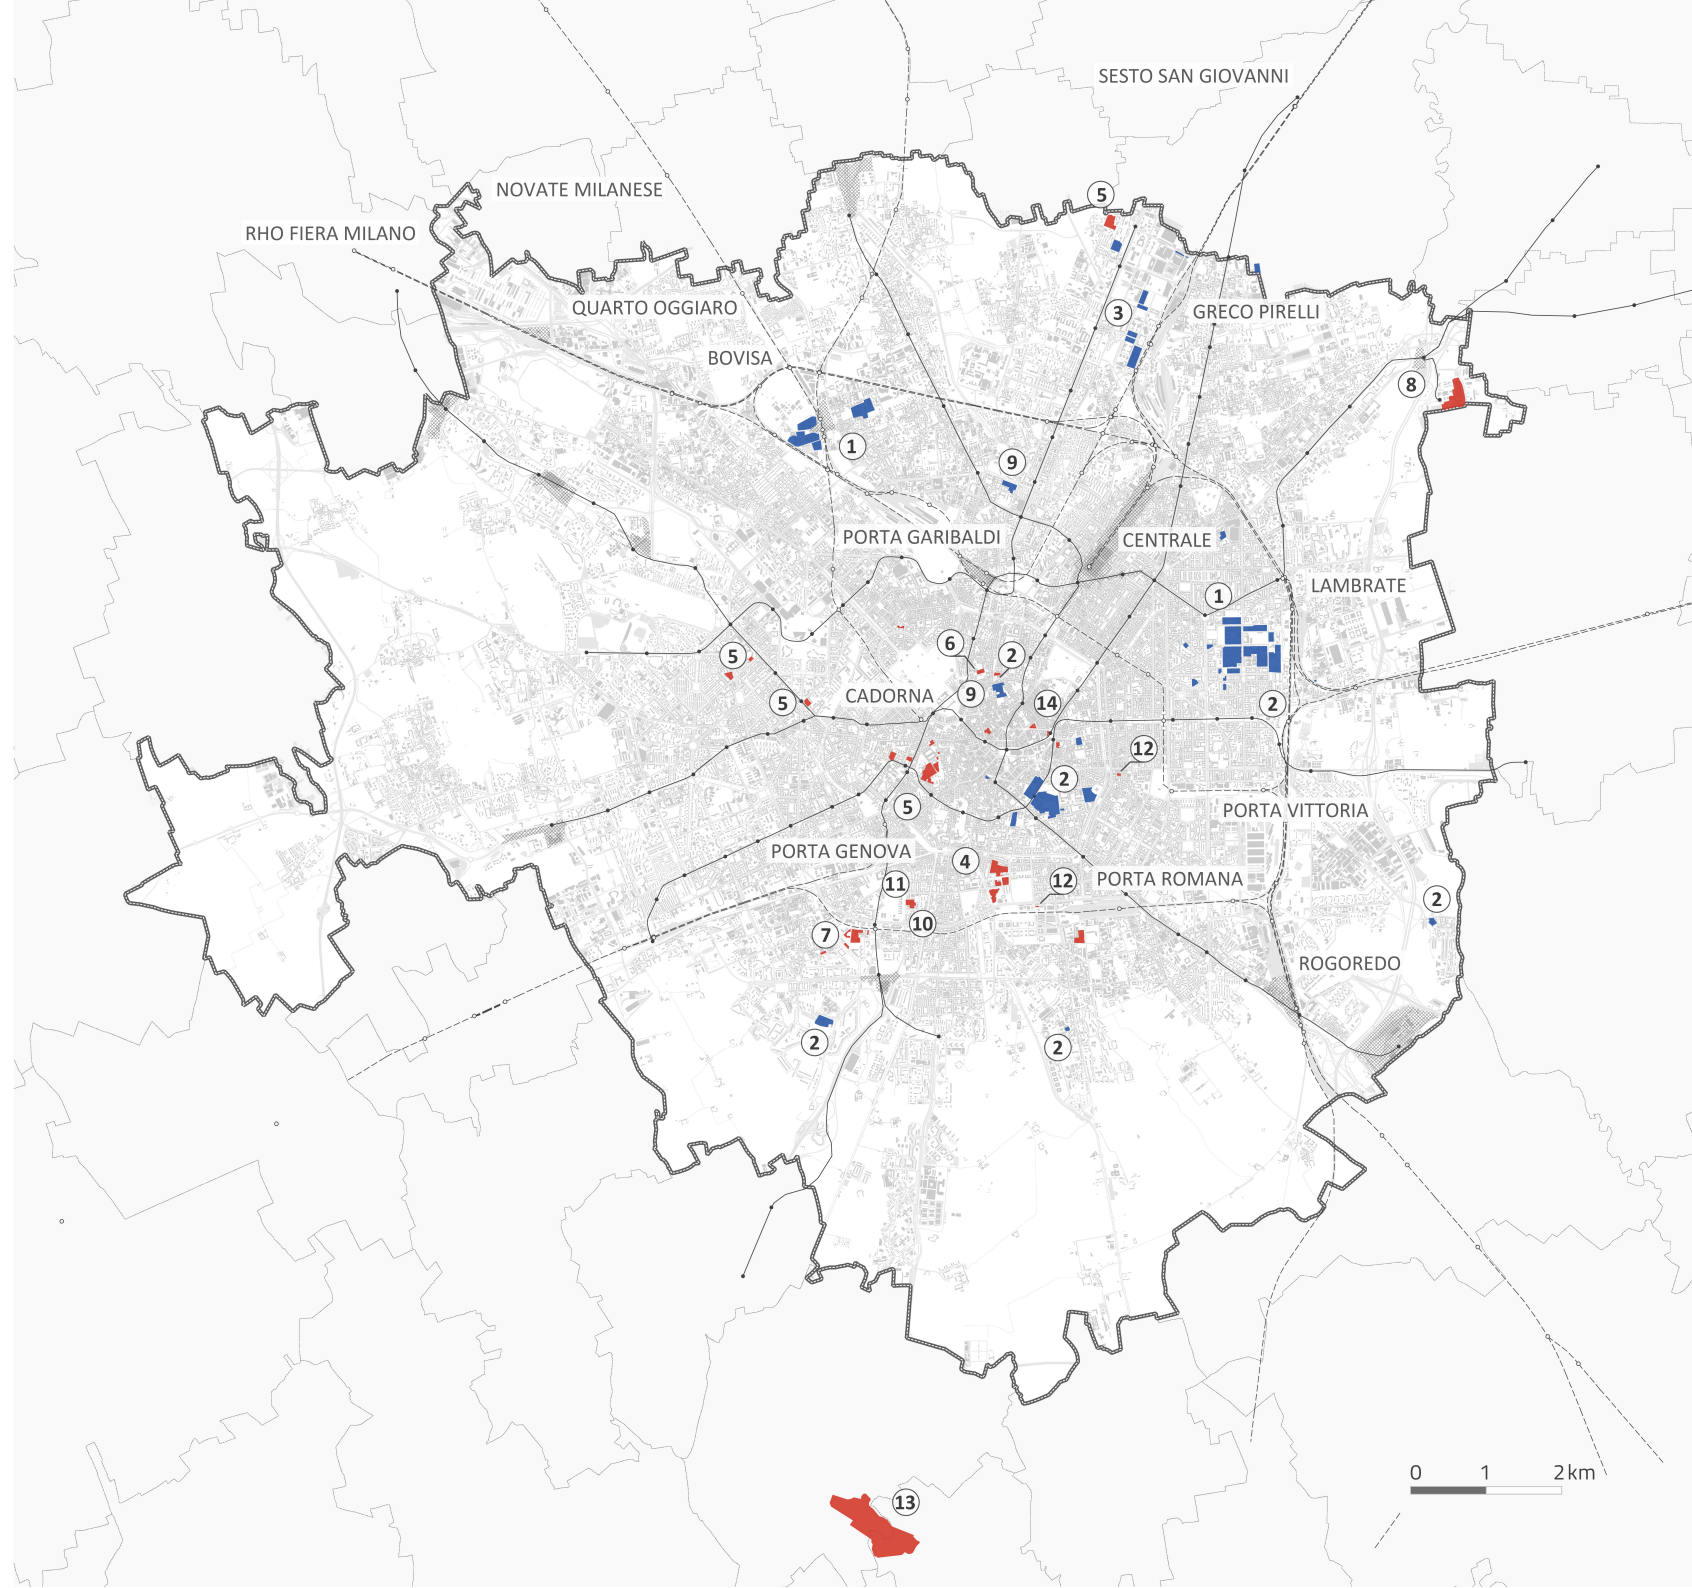 SESTO SAN GIOVANNI
NOVATE MILANESE
5
RHO FIERA MILANO
QUARTO OGGIARO
3
GRECO PIRELLI
BOVISA
8
1
9
PORTA GARIBALDI
CENTRALE
LAMBRATE
1
6
2
5
9
CADORNA
5
14
2
12
2
5
PORTA VITTORIA
PORTA GENOVA
4
11
12
PORTA ROMANA
2
10
7
ROGOREDO
2
2
0 1 2 km
13